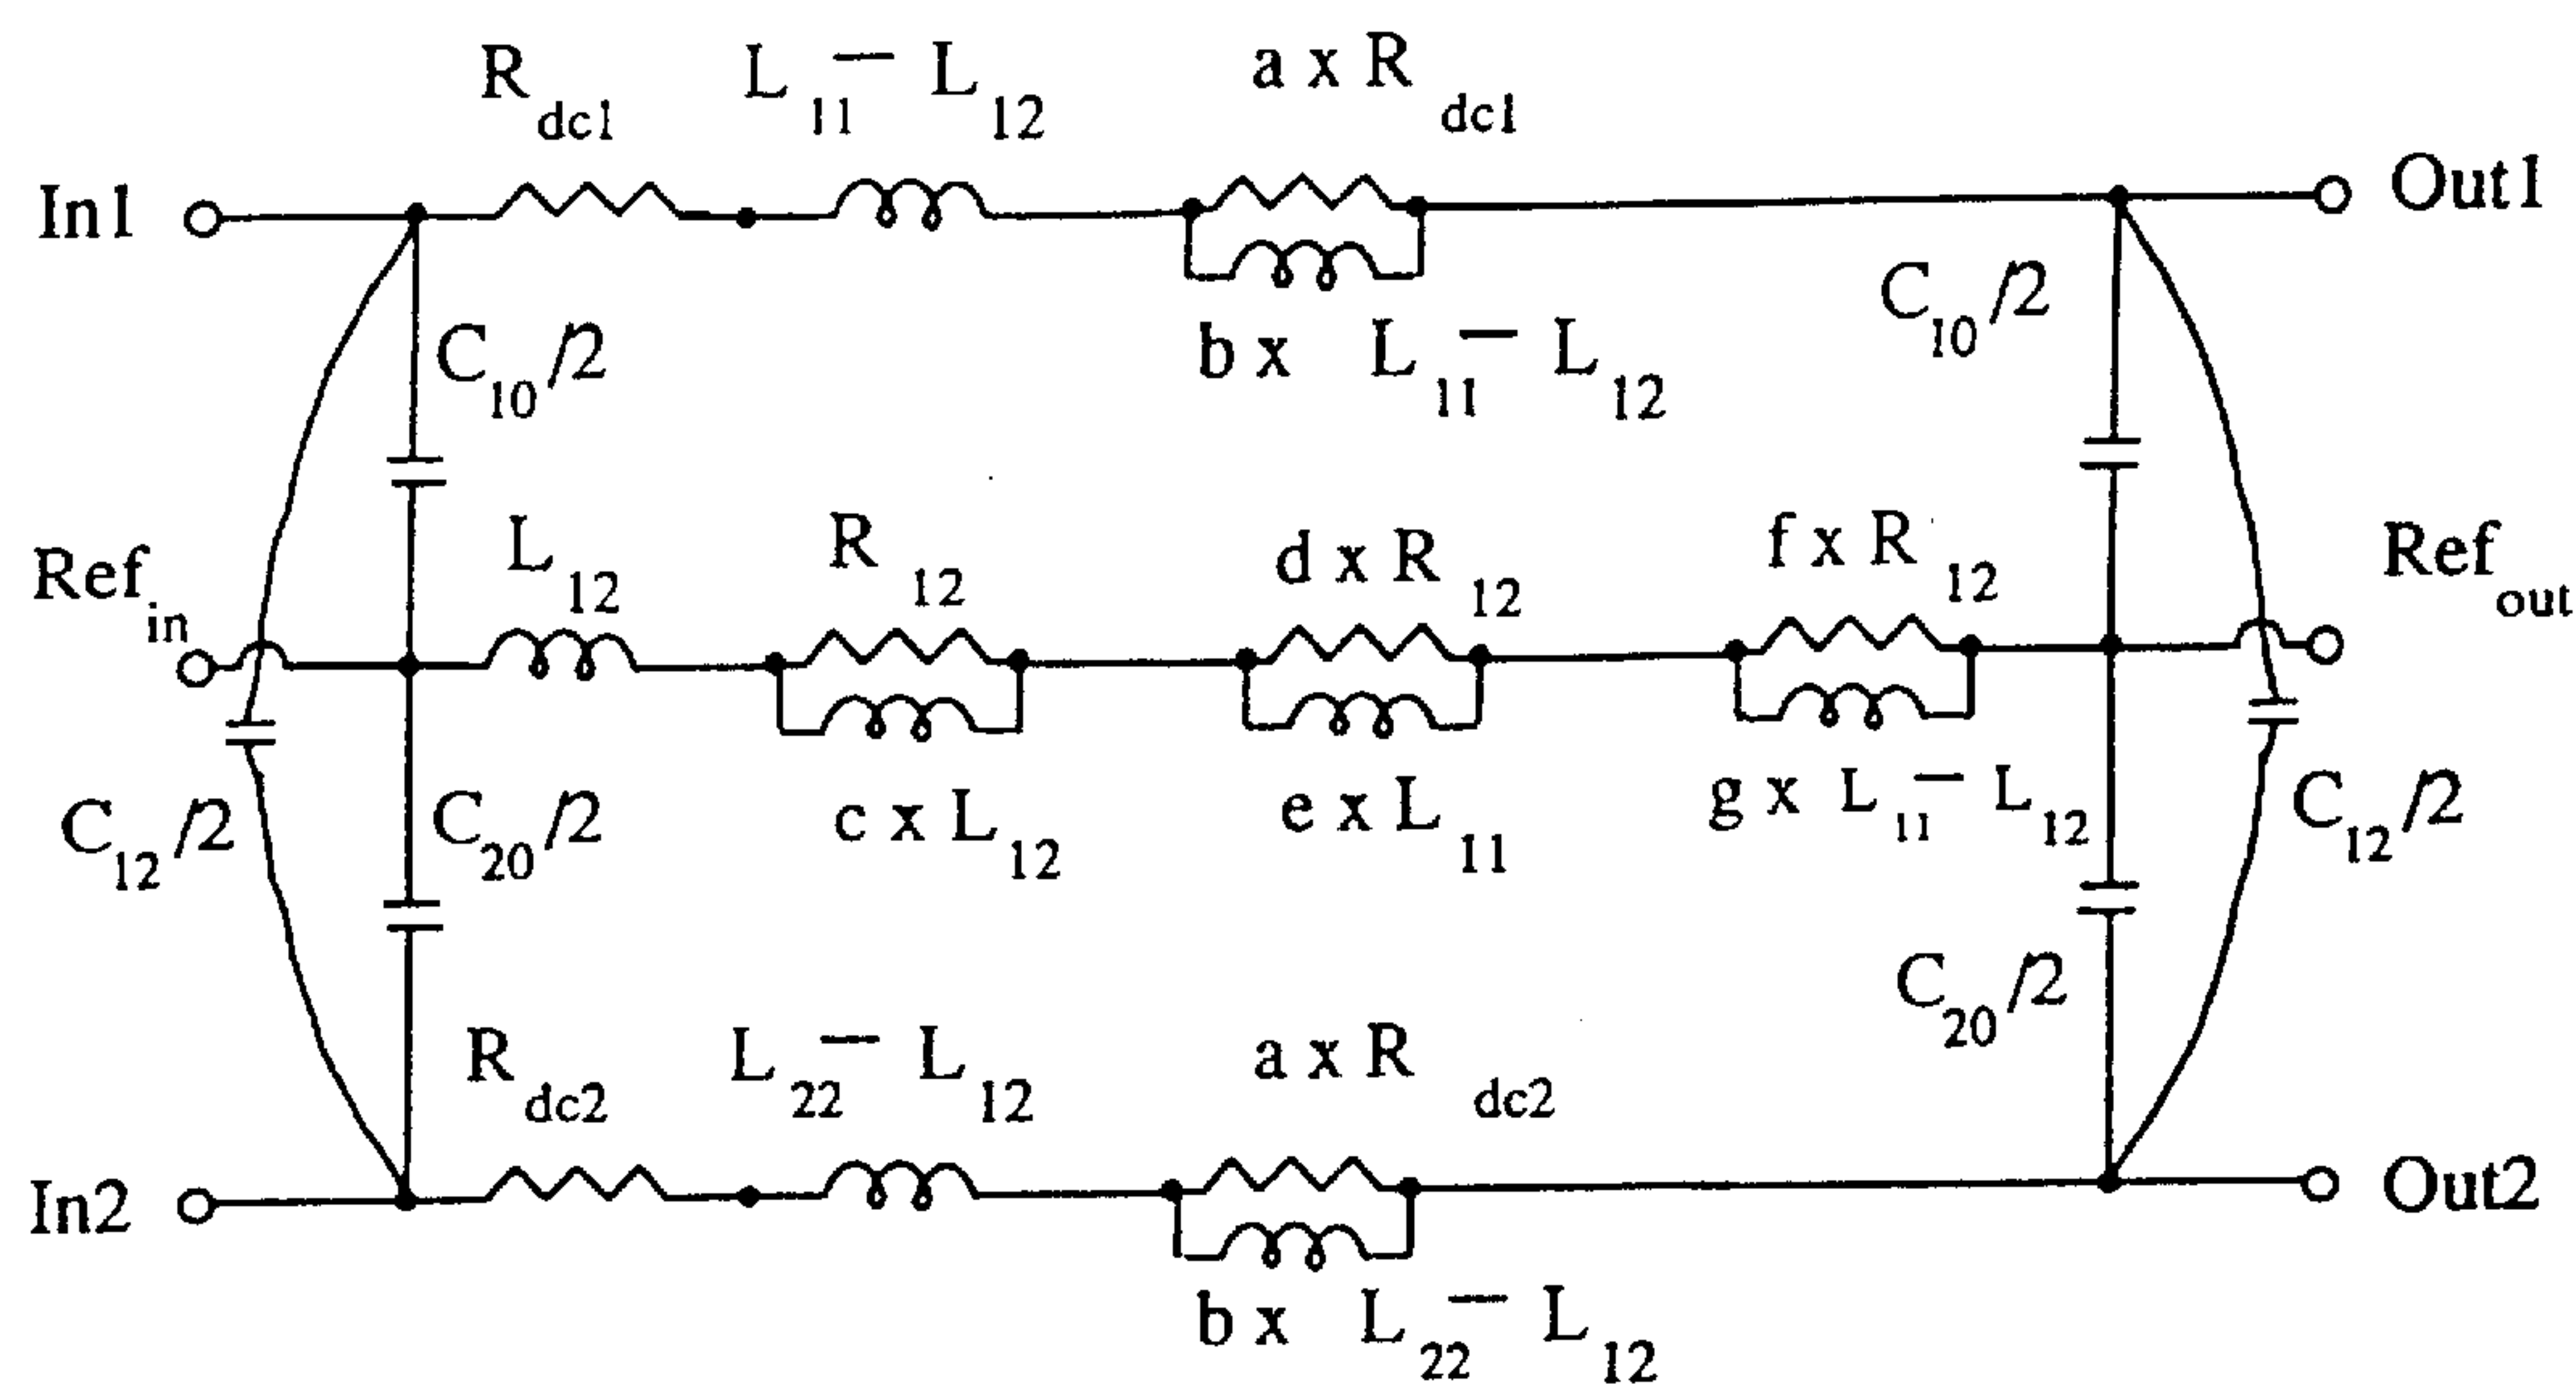 R dc1 L 11 — L 12 a x R dc1
In1 Out1
C 10 /2 C 10 /2
b x L 11 — L 12
Ref in L 12 R 12 d x R 12 f x R 12 Ref out
C 12 /2 C 20 /2 c x L 12 e x L 11 g x L 11 — L 12 C 12 /2
C 20 /2
R dc2 L 22 — L 12 a x R dc2
In2 Out2
b x L 22 — L 12